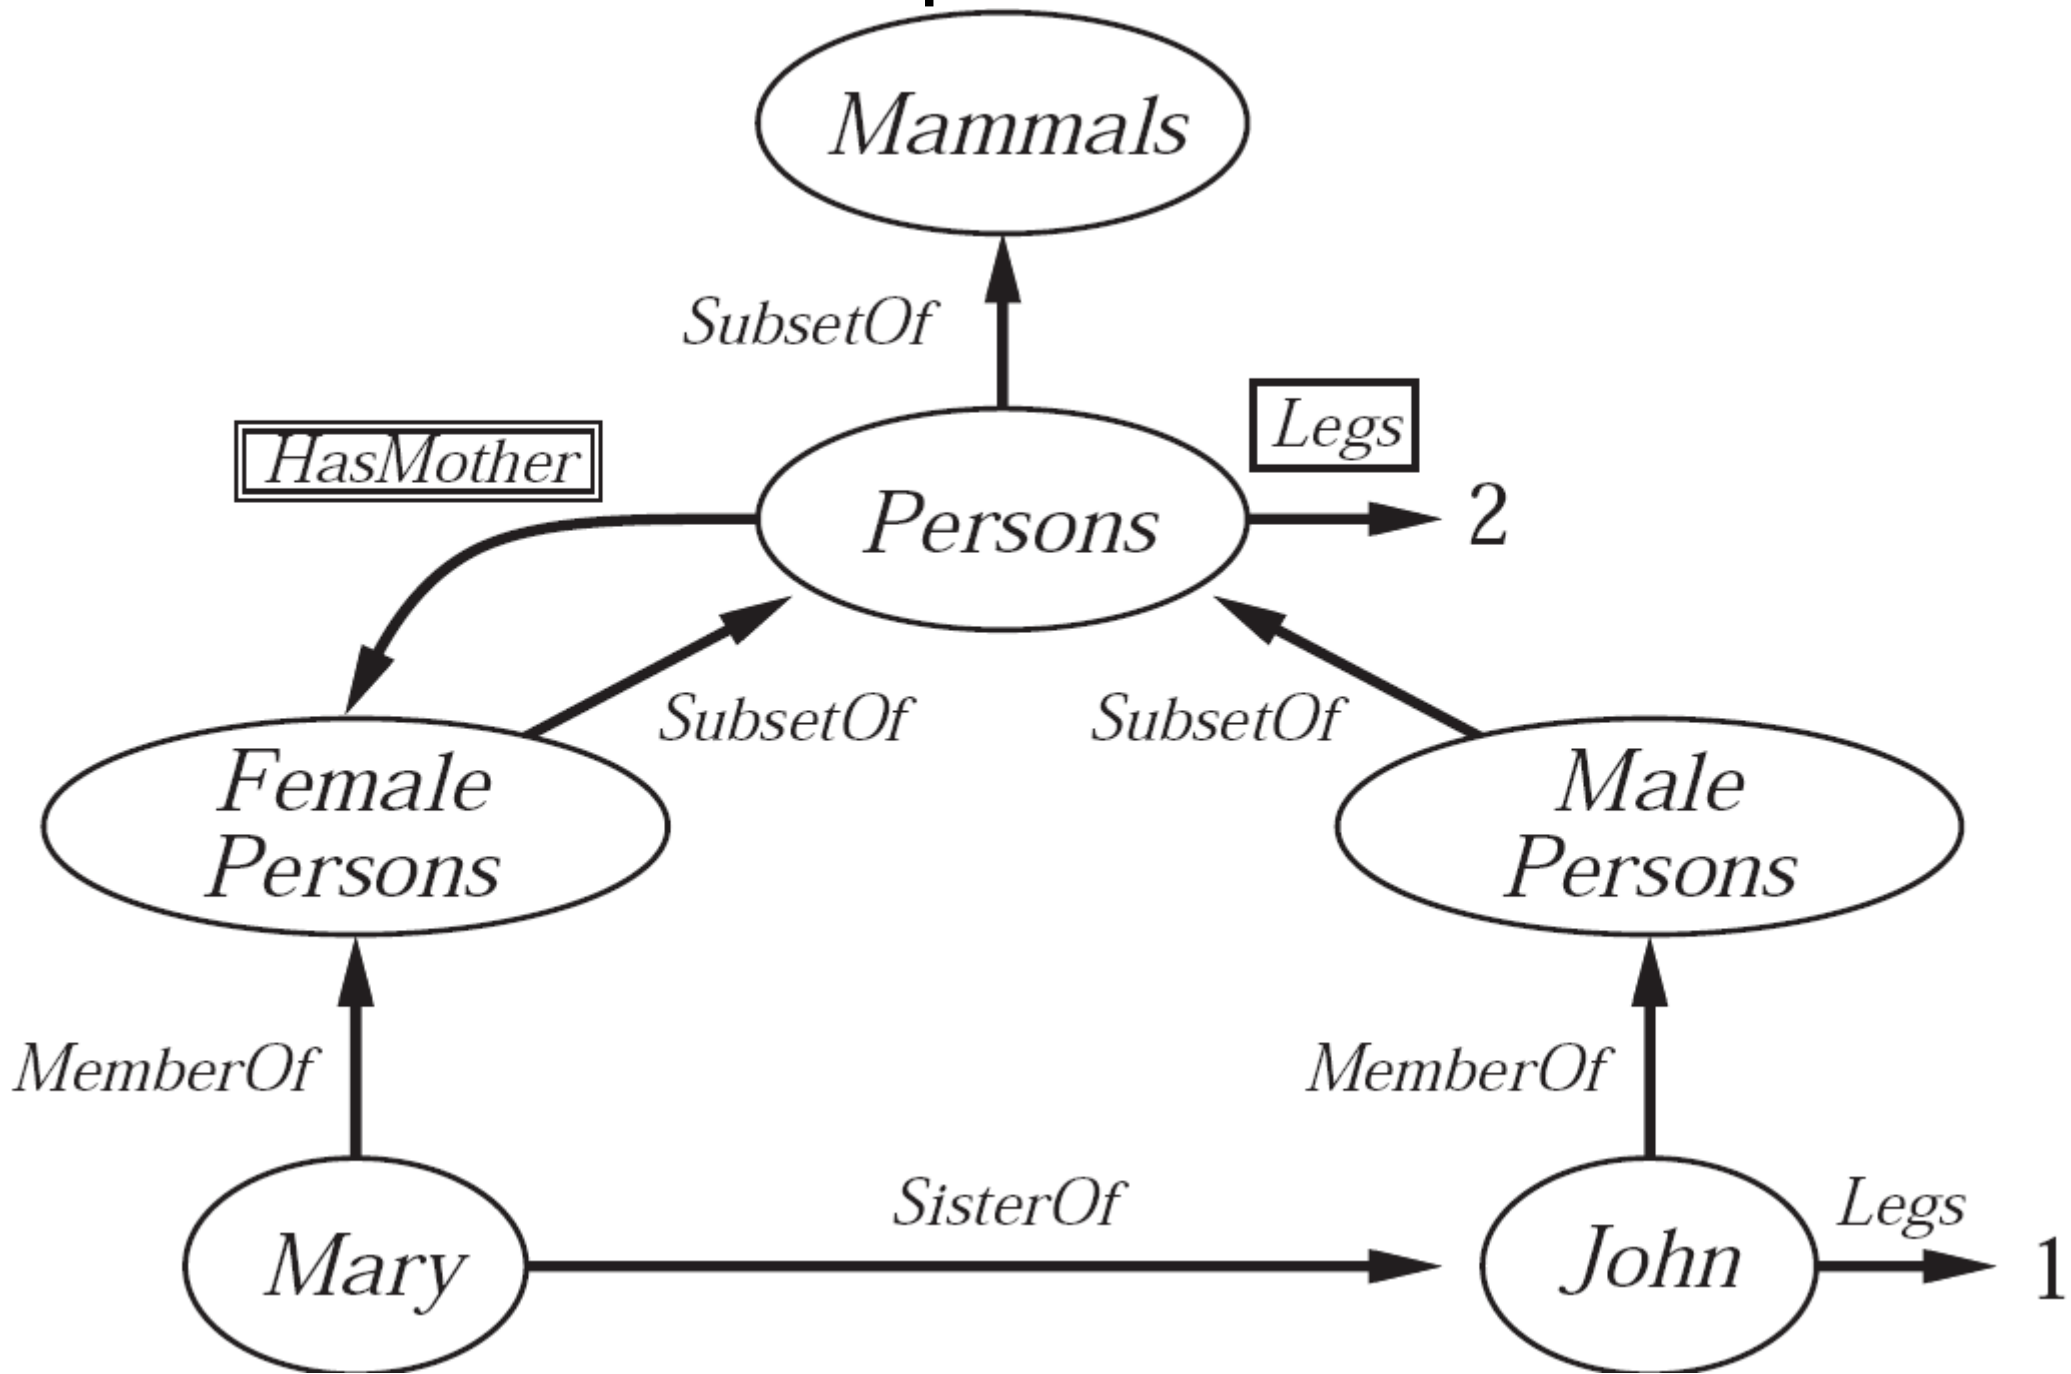 Mammals
SubsetOf
Legs
HasMother
Persons
2
SubsetOf
SubsetOf
Female
Persons
Male
Persons
MemberOf
MemberOf
SisterOf
Legs
Mary
John
1